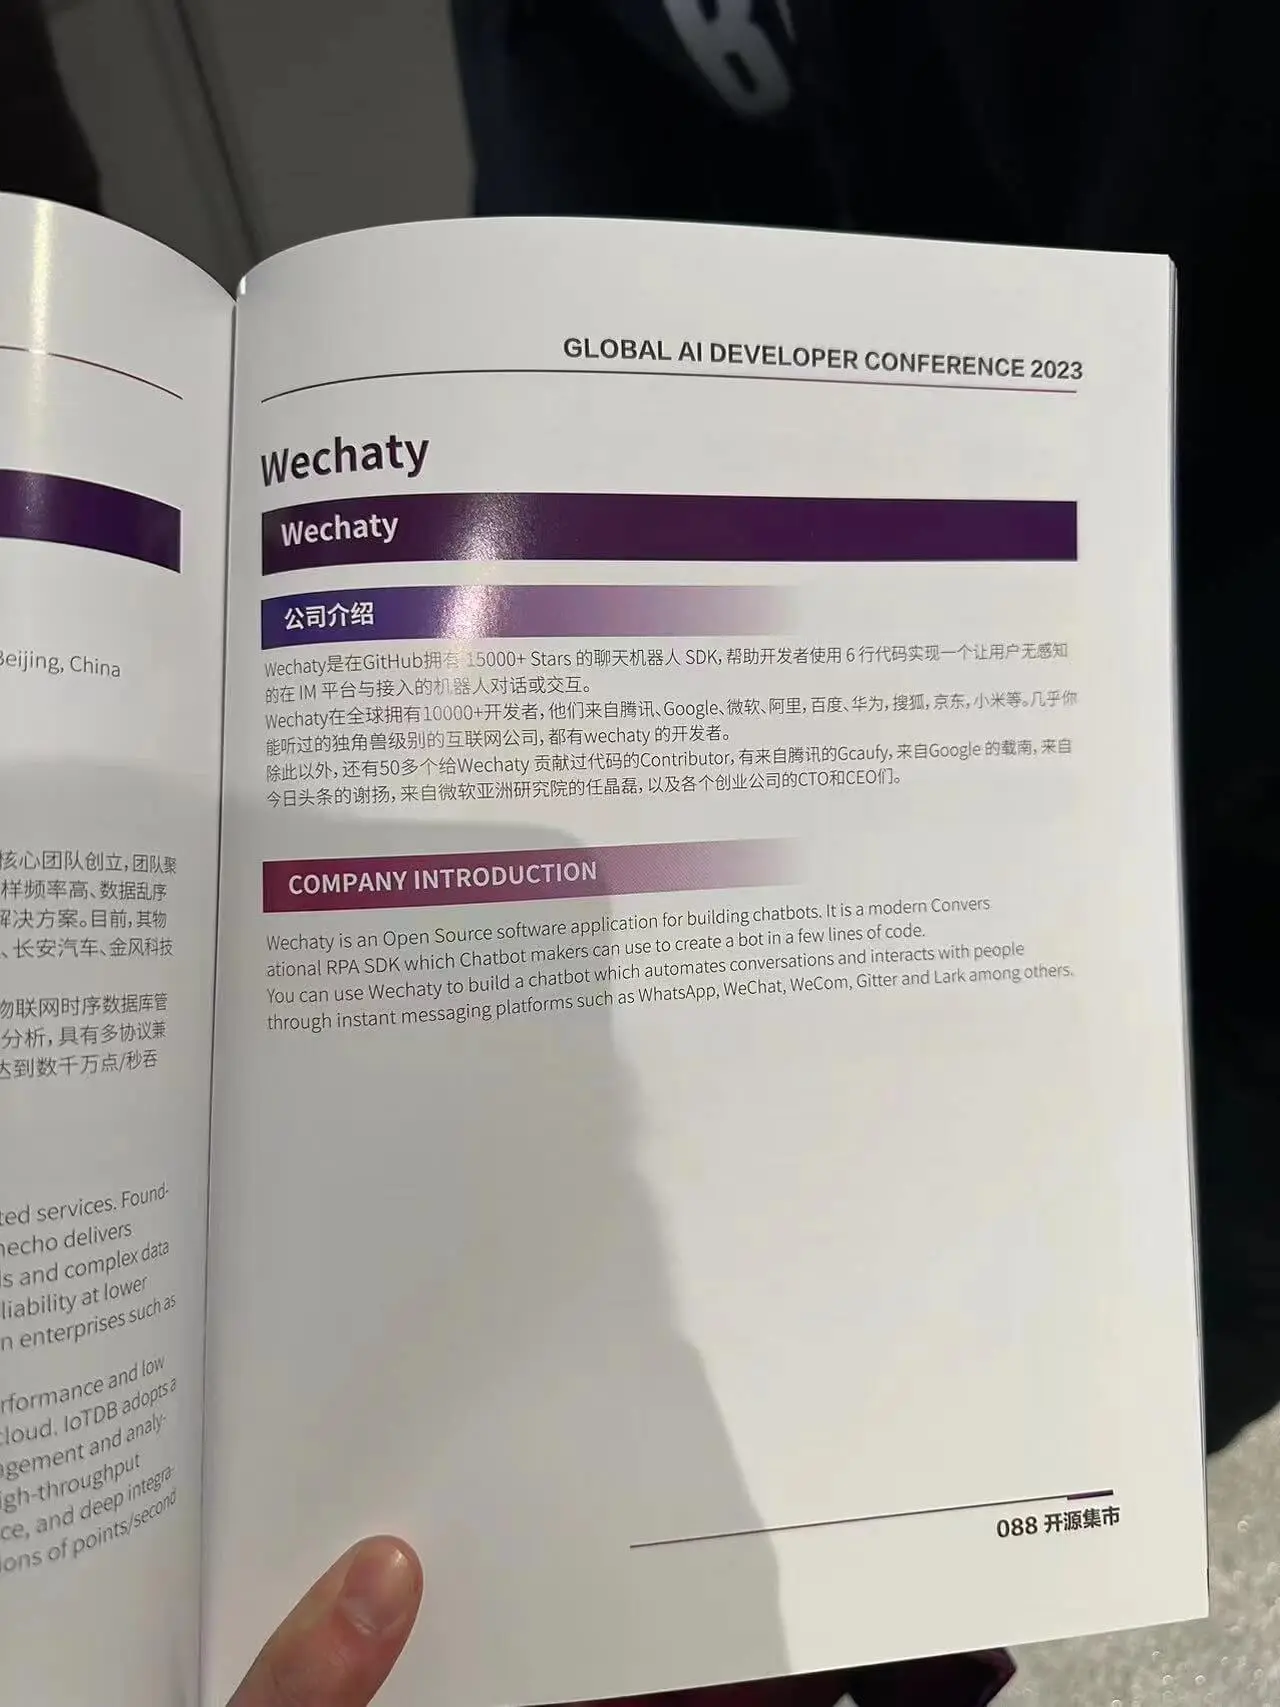 Beijing, China
核心团队创立，团队聚
样频率高、数据乱序
解决方案。目前，其物
、长安汽车、金风科技
物联网时序数据库管
分析，具有多协议兼
达到数千万点/秒吞
ted services. Found-
necho delivers
s and complex data
liability at lower
n enterprises such as
rformance and low
cloud. IoTDB adopts a
agement and analy-
igh-throughput
ce, and deep integra-
ions of points/second
GLOBAL AI DEVELOPER CONFERENCE 2023
Wechaty
Wechaty
公司介绍
Wechaty是在GitHub拥有 15000+ Stars 的聊天机器人 SDK，帮助开发者使用 6 行代码实现一个让用户无感知
的在 IM 平台与接入的机器人对话或交互。
Wechaty在全球拥有10000+开发者，他们来自腾讯、Google、微软、阿里，百度、华为，搜狐，京东，小米等。几乎你
能听过的独角兽级别的互联网公司，都有wechaty 的开发者。
除此以外，还有50多个给Wechaty 贡献过代码的Contributor，有来自腾讯的Gcaufy，来自Google 的载南，来自
今日头条的谢扬，来自微软亚洲研究院的任晶磊，以及各个创业公司的CTO和CEO们。
COMPANY INTRODUCTION
Wechaty is an Open Source software application for building chatbots. It is a modern Convers
ational RPA SDK which Chatbot makers can use to create a bot in a few lines of code.
You can use Wechaty to build a chatbot which automates conversations and interacts with people
through instant messaging platforms such as WhatsApp, WeChat, WeCom, Gitter and Lark among others.
088 开源集市